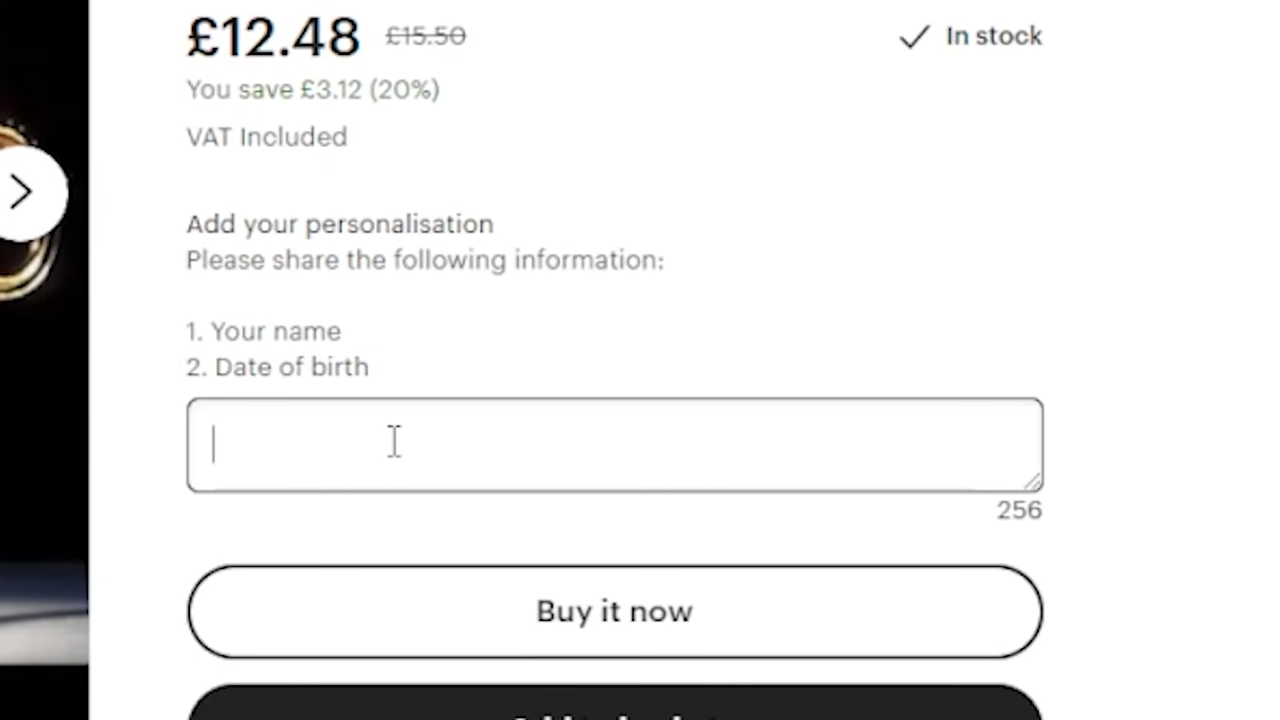 £12.48 £15.50 In stock
You save £3.12 (20%)
VAT Included
Add your personalisation
Please share the following information:
1. Your name
2. Date of birth
256
Buy it now